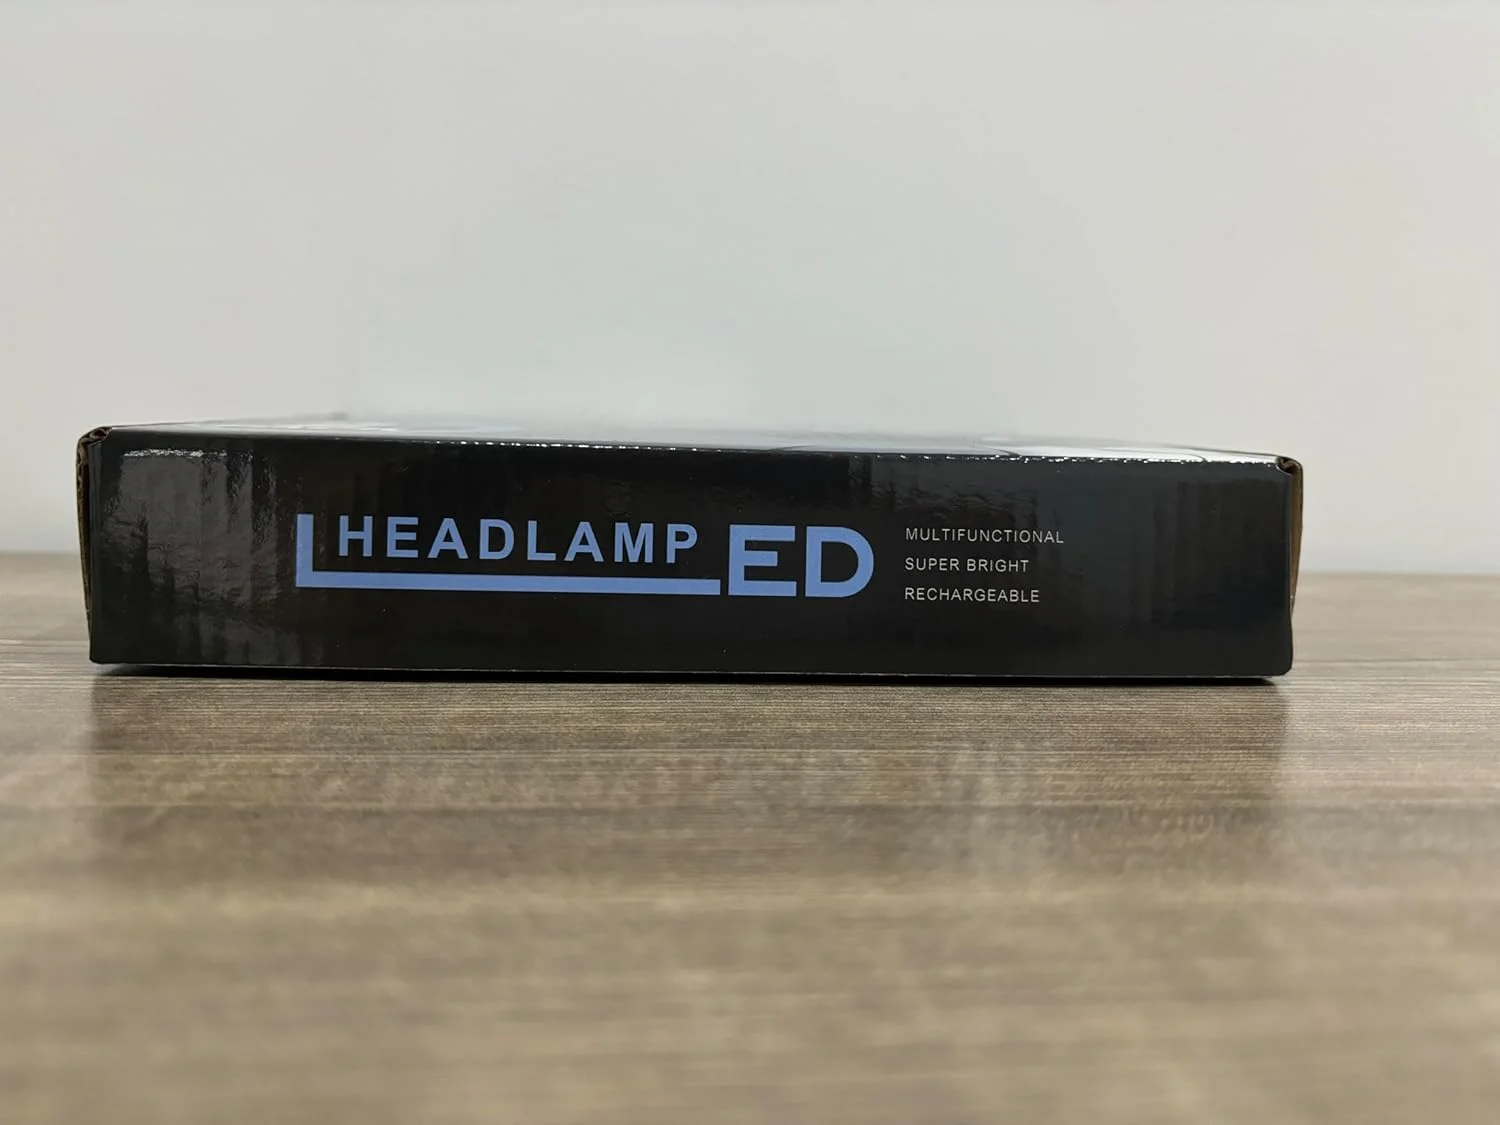 HEADLAMP LED
MULTIFUNCTIONAL
SUPER BRIGHT
RECHARGEABLE